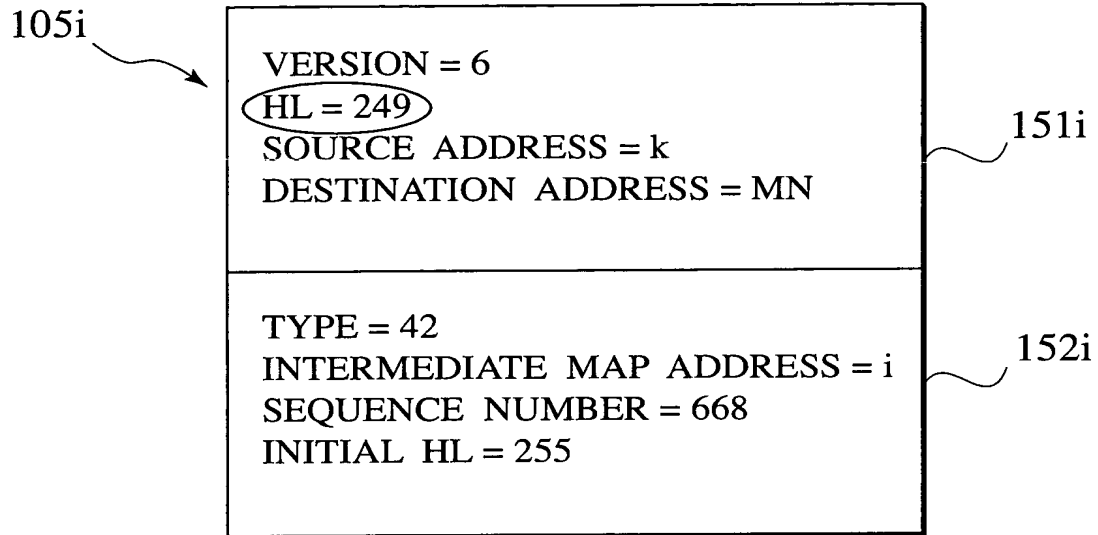 105i
VERSION = 6
HL = 249
SOURCE ADDRESS = k
DESTINATION ADDRESS = MN
151i
TYPE = 42
INTERMEDIATE MAP ADDRESS = i
SEQUENCE NUMBER = 668
INITIAL HL = 255
152i